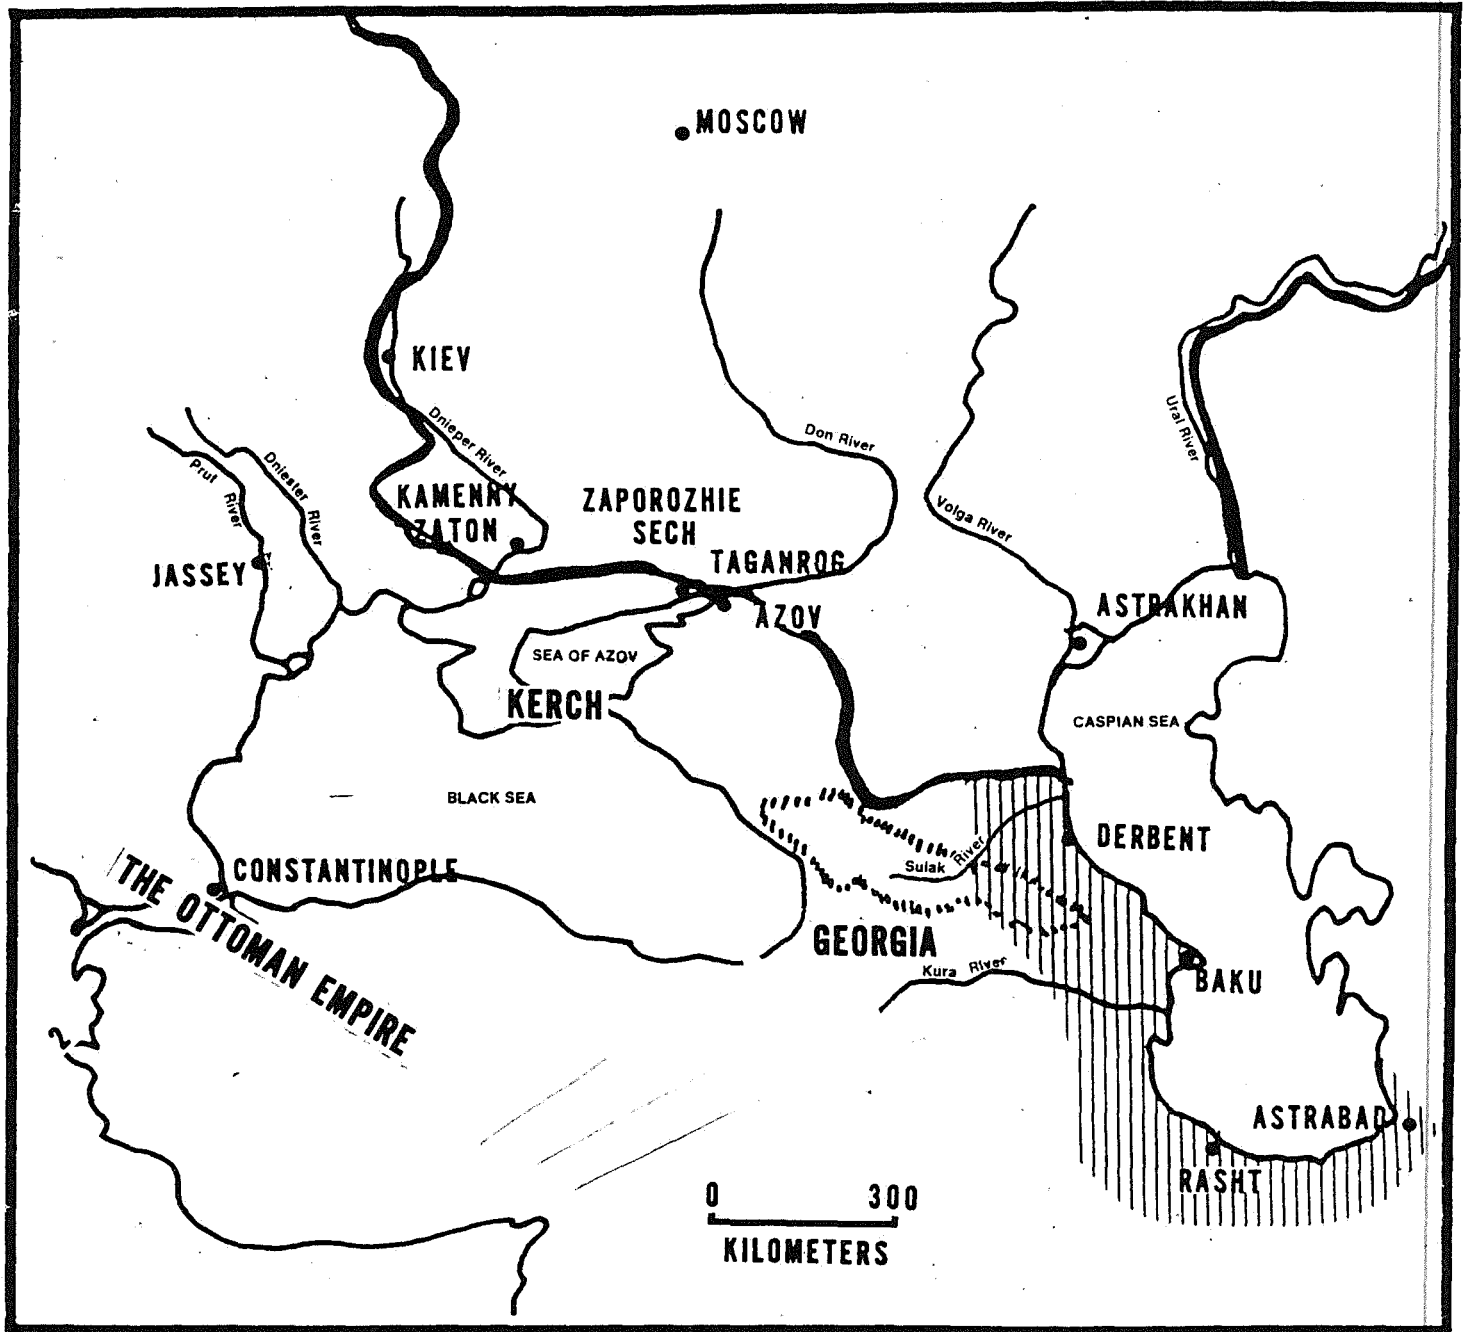 MOSCOW
KIEV
Dnieper River
Don River
Ural River
Prut River
Dniester River
KAMENNY
ZATON
ZAPOROZHIE
SECH
Volga River
TAGANROG
JASSEY
AZOV
ASTRAKHAN
SEA OF AZOV
KERCH
CASPIAN SEA
BLACK SEA
DERBENT
Sulak River
CONSTANTINOPLE
THE OTTOMAN EMPIRE
GEORGIA
Kura River
BAKU
ASTRABAD
RASHT
0 300
KILOMETERS